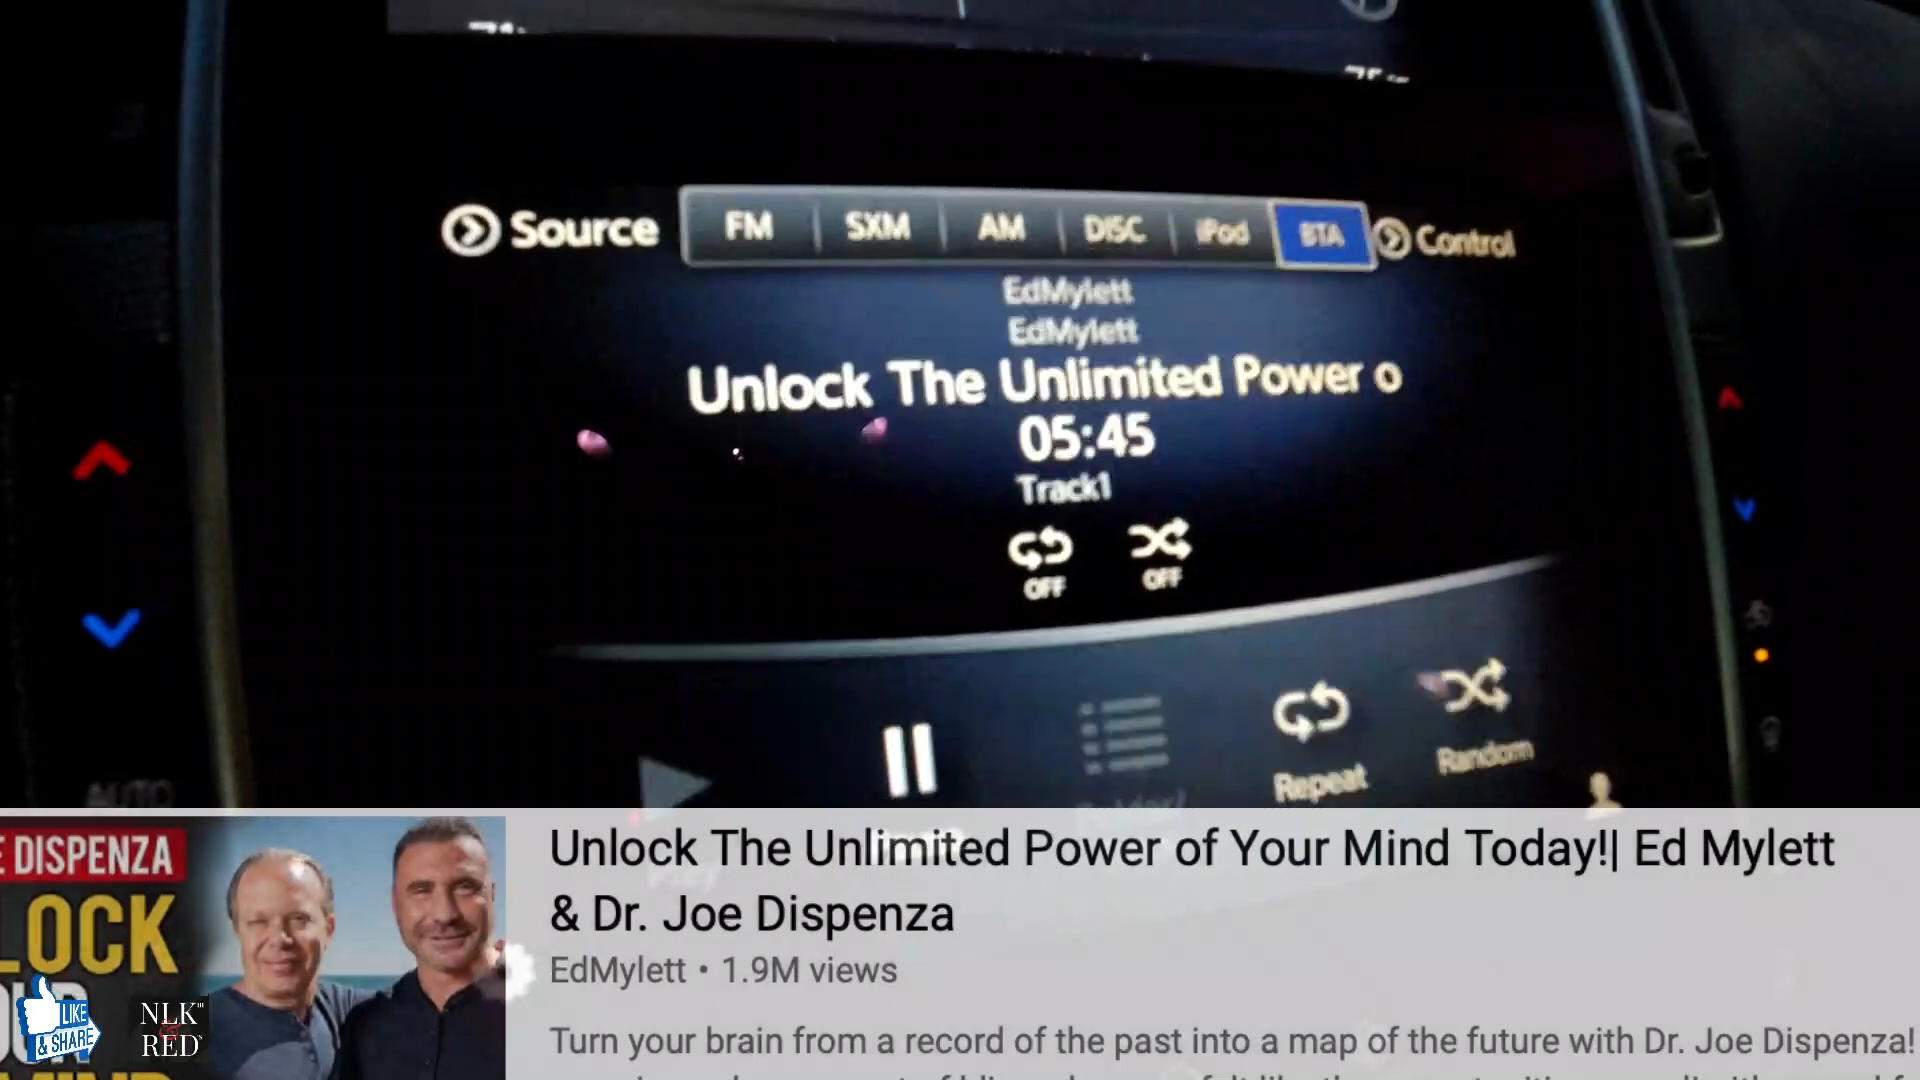 Source FM SXM AM DISC iPod BTA Control
EdMylett
EdMylett
Unlock The Unlimited Power o
05:45
Track1
OFF OFF
Repeat Random
AUTO
Unlock The Unlimited Power of Your Mind Today!| Ed Mylett
& Dr. Joe Dispenza
EdMylett • 1.9M views
Turn your brain from a record of the past into a map of the future with Dr. Joe Dispenza!
E DISPENZA
LOCK
LIKE
& SHARE
NLK
&
RED